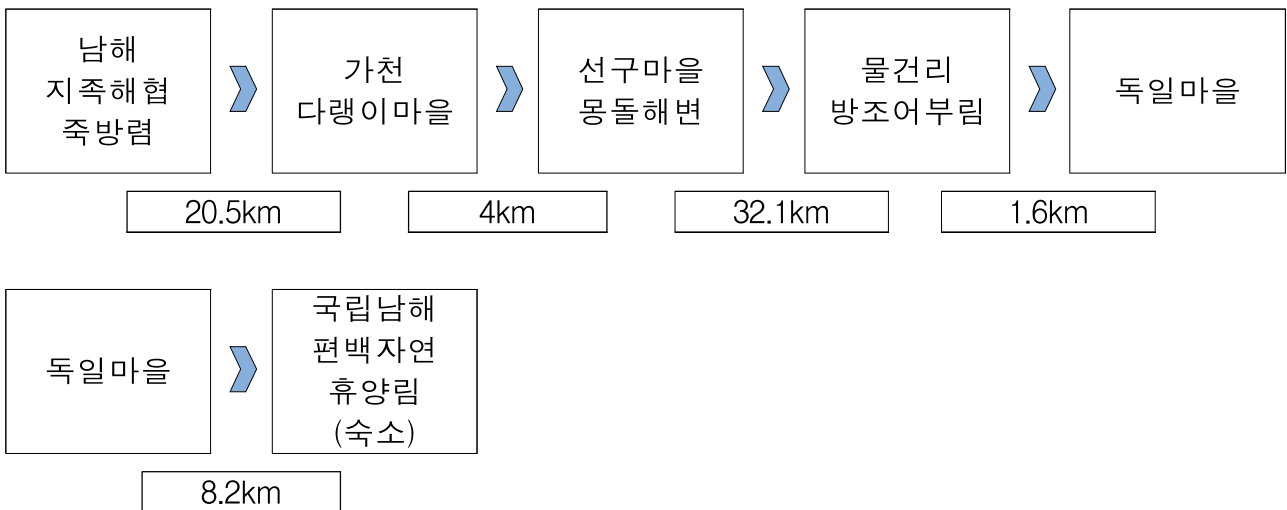 남해
지족해협
죽방렴
가천
다랭이마을
선구마을
몽돌해변
물건리
방조어부림
독일마을
20.5km
4km
32.1km
1.6km
독일마을
국립남해
편백자연
휴양림
(숙소)
8.2km